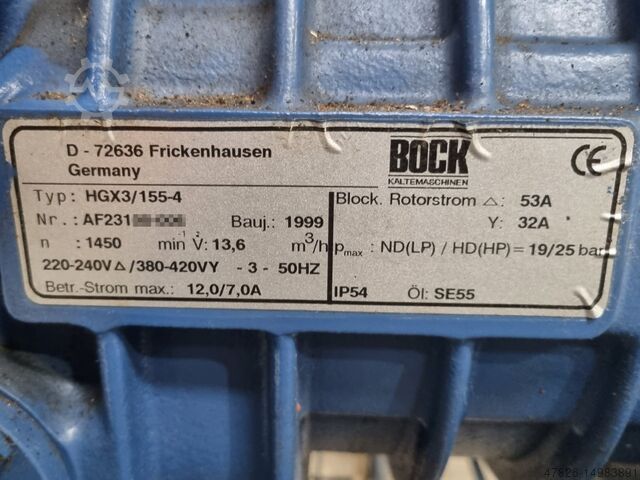 D - 72636 Frickenhausen
Germany
BOCK
KÄLTEMASCHINEN
CE
Typ: HGX3/155-4
Nr.: AF231 Bauj.: 1999
n : 1450 min V̇: 13,6 m³/h
220-240V△/380-420VY - 3 - 50HZ
Betr.-Strom max.: 12,0/7,0A
Block. Rotorstrom △: 53A
Y: 32A
pmax : ND(LP) / HD(HP) = 19/25 bar
IP54 Öl: SE55
47826-14983891